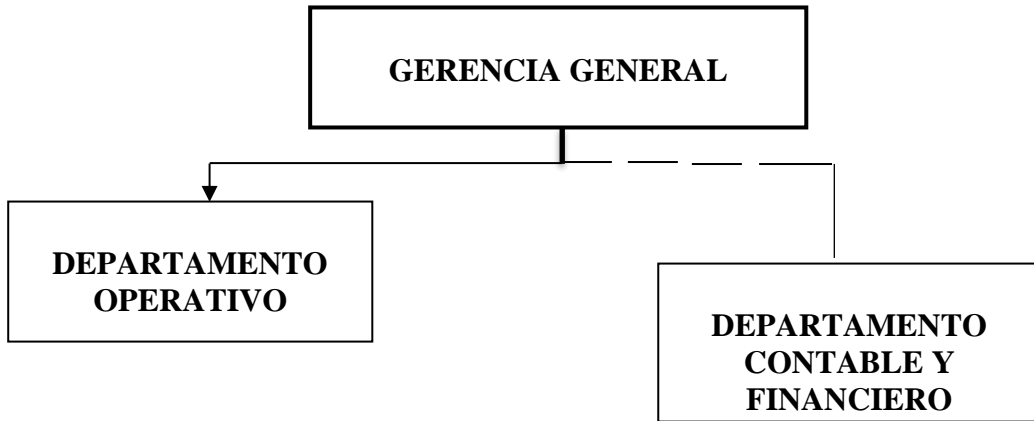 GERENCIA GENERAL
DEPARTAMENTO
OPERATIVO
DEPARTAMENTO
CONTABLE Y
FINANCIERO